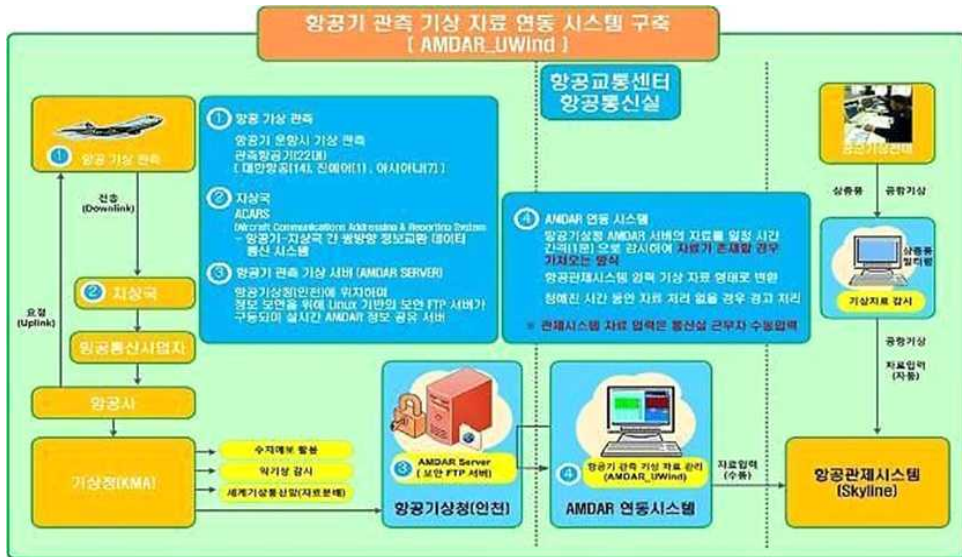 항공기 관측 기상 자료 연동 시스템 구축
[ AMDAR_UWind ]
항공교통센터
항공통신실
① 항공 기상 관측
전송
(Downlink)
요청
(Uplink)
② 지상국
항공통신사업자
항공사
기상청(KMA)
수치예보 활용
악기상 감시
세계기상통신망(자료분배)
① 항공 기상 관측
항공기 운항시 기상 관측
관측항공기(22대)
[ 대한항공(14), 진에어(1), 아시아나(7) ]
② 지상국
ACARS
(Aircraft Communications Addressing & Reporting System
- 항공기-지상국 간 쌍방향 정보교환 데이터
통신 시스템
③ 항공기 관측 기상 서버 (AMDAR SERVER)
항공기상청(인천)에 위치하며
정보 보안을 위해 Linux 기반의 보안 FTP 서버가
구동되며 실시간 AMDAR 정보 공유 서버
④ AMDAR 연동 시스템
항공기상청 AMDAR 서버의 자료를 일정 시간
간격(1분) 으로 감시하여 자료가 존재할 경우
가져오는 방식
항공관제시스템 입력 기상 자료 형태로 변환
정해진 시간 동안 자료 처리 없을 경우 경고 처리
※ 관제시스템 자료 입력은 통신실 근무자 수동입력
③ AMDAR Server
( 보안 FTP 서버)
항공기상청(인천)
④ 항공기 관측 기상 자료 관리
(AMDAR_UWind)
AMDAR 연동시스템
자료입력
(수동)
상층풍
공항기상
상층풍
기상자료 감시
공항기상
자료입력
(자동)
항공관제시스템
(Skyline)